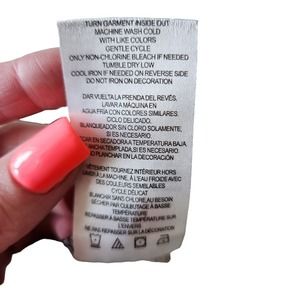 TURN GARMENT INSIDE OUT
MACHINE WASH COLD
WITH LIKE COLORS
GENTLE CYCLE
ONLY NON-CHLORINE BLEACH IF NEEDED
TUMBLE DRY LOW
COOL IRON IF NEEDED ON REVERSE SIDE
DO NOT IRON ON DECORATION
DAR VUELTA LA PRENDA DEL REVÉS.
LAVAR A MÁQUINA EN
AGUA FRÍA CON COLORES SIMILARES.
CICLO DELICADO.
BLANQUEADOR SIN CLORO SOLAMENTE,
SI ES NECESARIO.
EN SECADORA A TEMPERATURA BAJA
PLANCHA TEMPLADA, SI ES NECESARIO.
PLANCHAR EN LA DECORACIÓN
VÊTEMENT TOURNEZ INTÉRIEUR HORS
LAVER À LA MACHINE, À L'EAU FROIDE AVEC
DES COULEURS SEMBLABLES
CYCLE DÉLICAT
BLANCHIR SANS CHLORE, AU BESOIN
SÉCHER PAR CULBUTAGE À BASSE
TEMPÉRATURE
REPASSER À BASSE TEMPÉRATURE SUR
L'ENVERS
NE PAS REPASSER SUR LA DÉCORATION